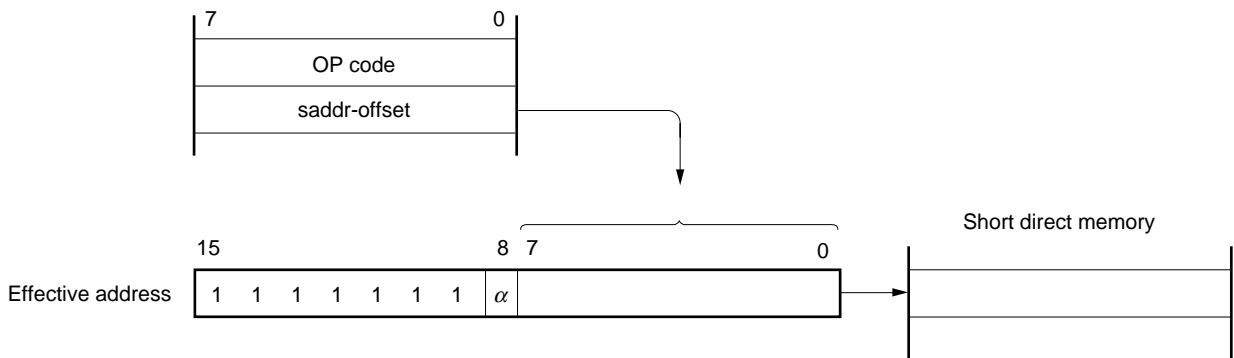 7 0
OP code
saddr-offset
Short direct memory
15 8 7 0
Effective address 1 1 1 1 1 1 1 α